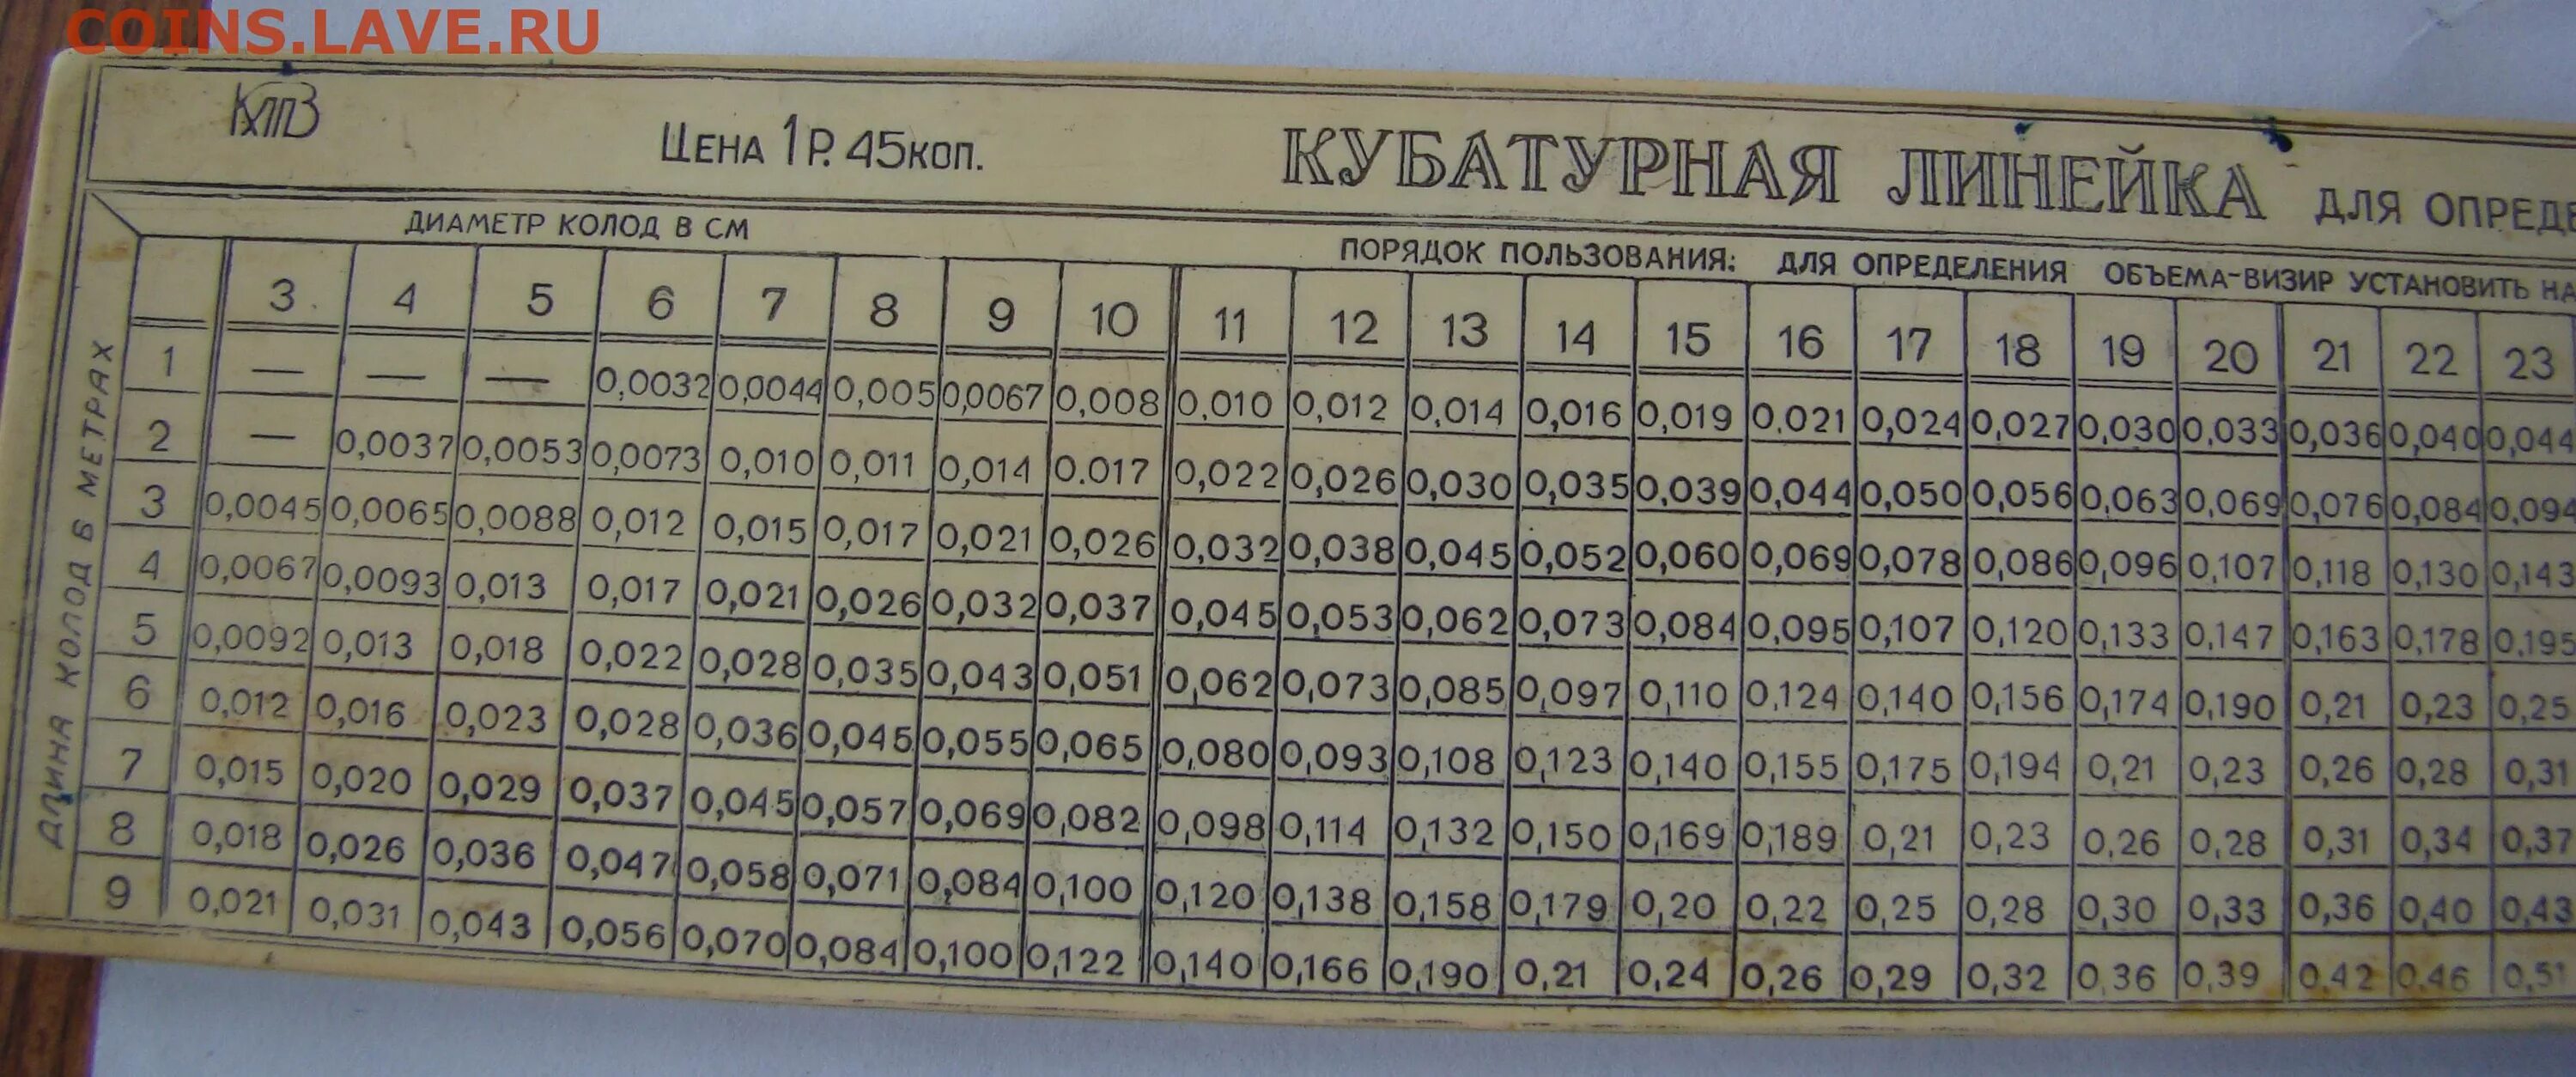 COINS.LAVE.RU
КППЗ
ЦЕНА 1Р. 45КОП.
КУБАТУРНАЯ ЛИНЕЙКА ДЛЯ ОПРЕДЕ
ДИАМЕТР КОЛОД В СМ
ПОРЯДОК ПОЛЬЗОВАНИЯ: ДЛЯ ОПРЕДЕЛЕНИЯ ОБЪЕМА-ВИЗИР УСТАНОВИТЬ НА
ДЛИНА КОЛОД В МЕТРАХ
3 4 5 6 7 8 9 10 11 12 13 14 15 16 17 18 19 20 21 22 23
1 — — — 0,0032 0,0044 0,005 0,0067 0,008 0,010 0,012 0,014 0,016 0,019 0.021 0,024 0,027 0,030 0,033 0,036 0,040 0,044
2 — 0,0037 0,0053 0,0073 0,010 0,011 0,014 0.017 0,022 0,026 0,030 0,035 0,039 0,044 0,050 0,056 0,063 0,069 0,076 0,084 0,094
3 0,0045 0,0065 0,0088 0,012 0,015 0,017 0,021 0,026 0,032 0,038 0,045 0,052 0,060 0,069 0,078 0,086 0,096 0,107 0,118 0,130 0,143
4 0,0067 0,0093 0,013 0,017 0,021 0,026 0,032 0,037 0,045 0,053 0,062 0,073 0,084 0,095 0,107 0,120 0,133 0,147 0,163 0,178 0,195
5 0,0092 0,013 0,018 0,022 0,028 0,035 0,043 0,051 0,062 0,073 0,085 0,097 0,110 0,124 0,140 0,156 0,174 0,190 0,21 0,23 0,25
6 0,012 0,016 0,023 0,028 0,036 0,045 0,055 0,065 0,080 0,093 0,108 0,123 0,140 0,155 0,175 0,194 0,21 0,23 0,26 0,28 0,31
7 0,015 0,020 0,029 0,037 0,045 0,057 0,069 0,082 0,098 0,114 0,132 0,150 0,169 0,189 0,21 0,23 0,26 0,28 0,31 0,34 0,37
8 0,018 0,026 0,036 0,047 0,058 0,071 0,084 0,100 0,120 0,138 0,158 0,179 0,20 0,22 0,25 0,28 0,30 0,33 0,36 0,40 0,43
9 0,021 0,031 0,043 0,056 0,070 0,084 0,100 0,122 0,140 0,166 0,190 0,21 0,24 0,26 0,29 0,32 0,36 0,39 0,42 0,46 0,51